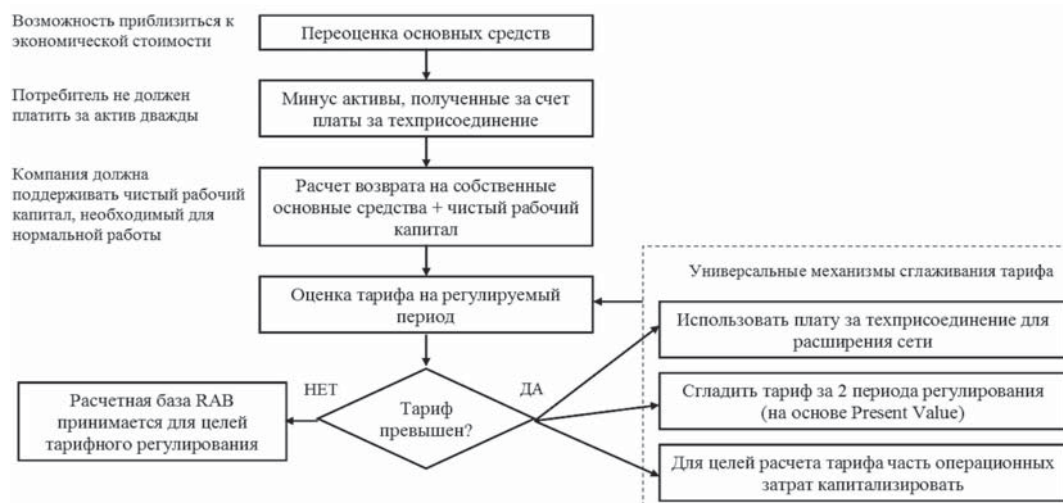 Возможность приблизиться к
экономической стоимости
Переоценка основных средств
Потребитель не должен
платить за актив дважды
Минус активы, полученные за счет
платы за техприсоединение
Компания должна
поддерживать чистый рабочий
капитал, необходимый для
нормальной работы
Расчет возврата на собственные
основные средства + чистый рабочий
капитал
Универсальные механизмы сглаживания тарифа
Оценка тарифа на регулируемый
период
Использовать плату за техприсоединение для
расширения сети
НЕТ
ДА
Расчетная база RAB
принимается для целей
тарифного регулирования
Тариф
превышен?
Сгладить тариф за 2 периода регулирования
(на основе Present Value)
Для целей расчета тарифа часть операционных
затрат капитализировать